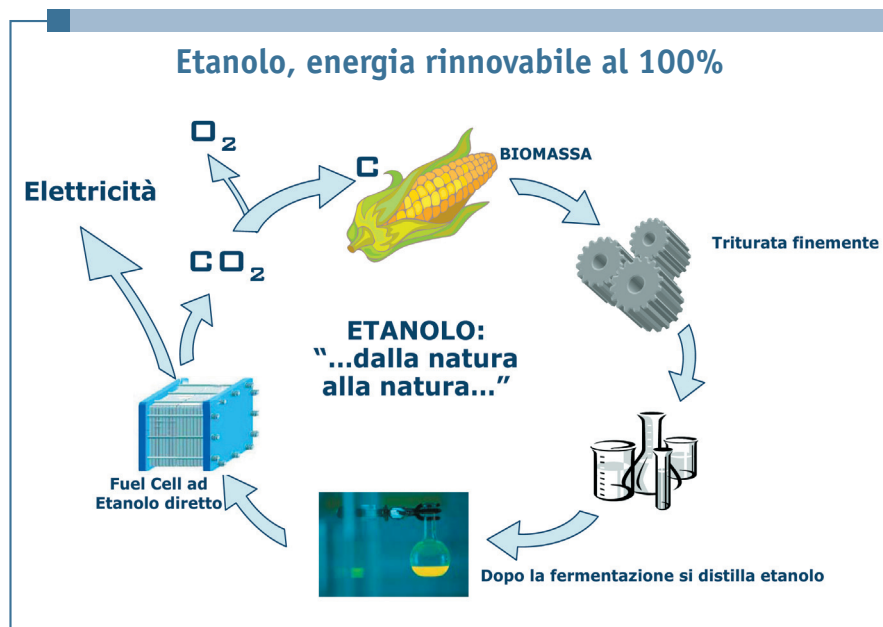 Etanolo, energia rinnovabile al 100%
O2
C
BIOMASSA
Elettricità
Triturata finemente
CO2
ETANOLO:
“...dalla natura
alla natura...”
Fuel Cell ad
Etanolo diretto
Dopo la fermentazione si distilla etanolo